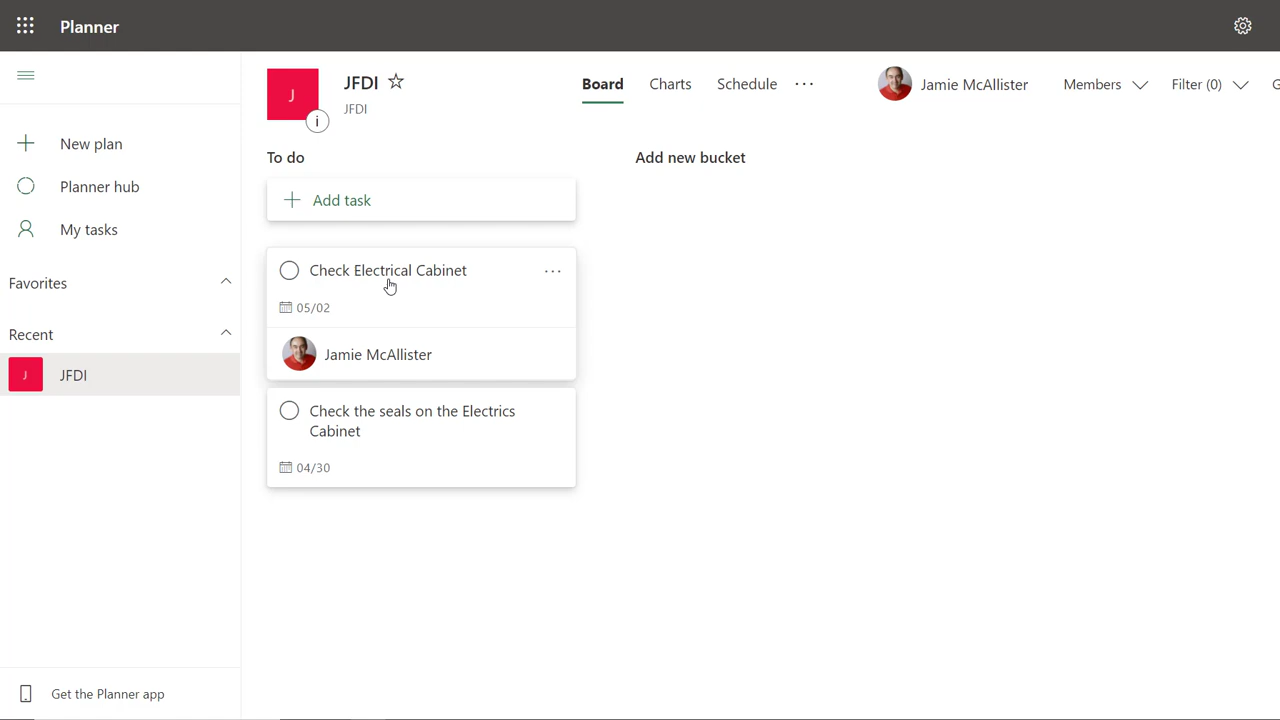 Planner
New plan
Planner hub
My tasks
Favorites
Recent
J
JFDI
Get the Planner app
J
i
JFDI
JFDI
Board
Charts
Schedule
Jamie McAllister
Members
Filter (0)
G
To do
Add task
Check Electrical Cabinet
05/02
Jamie McAllister
Check the seals on the Electrics
Cabinet
04/30
Add new bucket